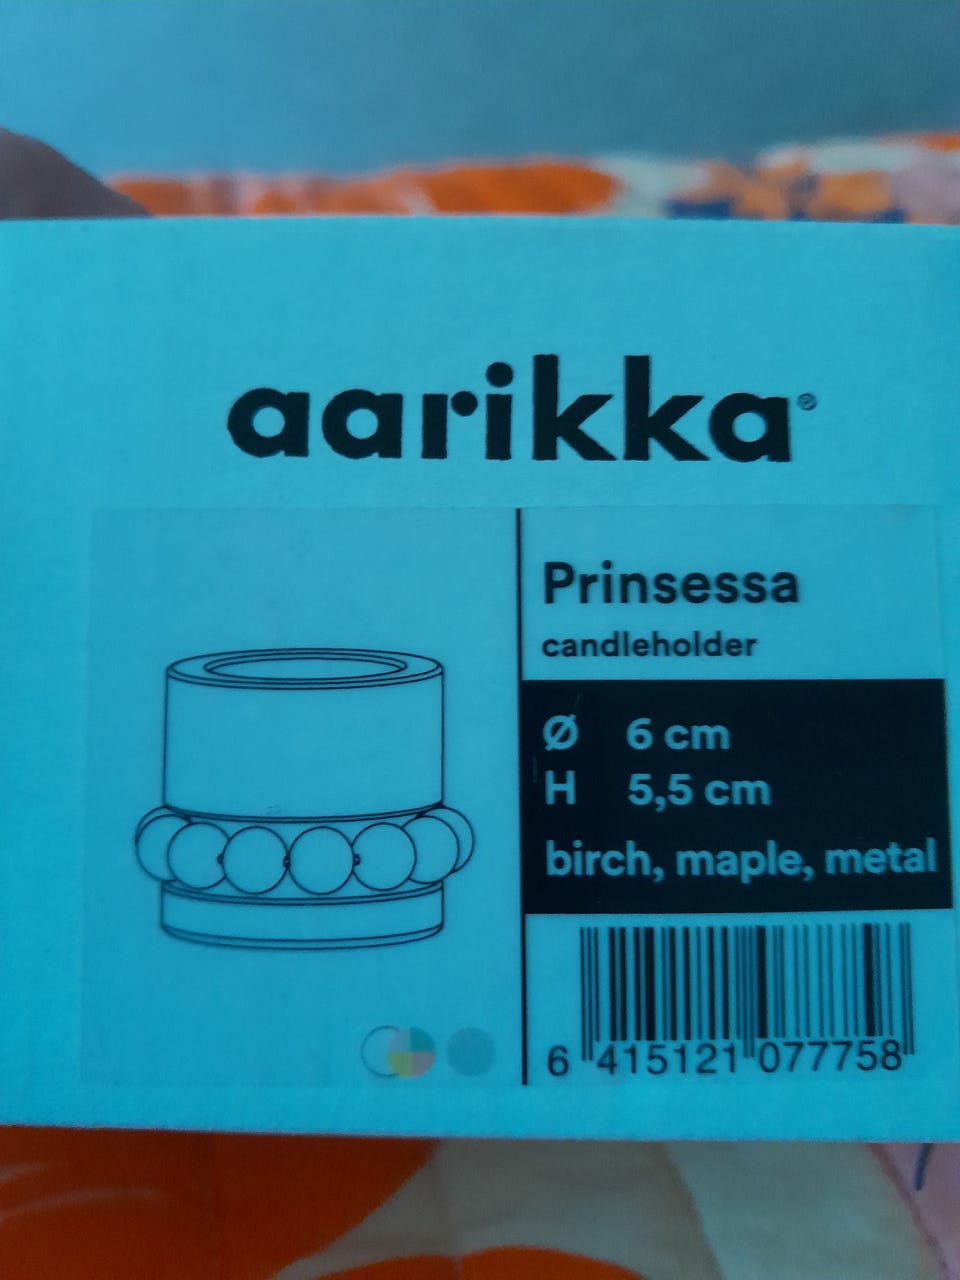 aarikka®
Prinsessa
candleholder
Ø 6 cm
H 5,5 cm
birch, maple, metal
6 415121 077758